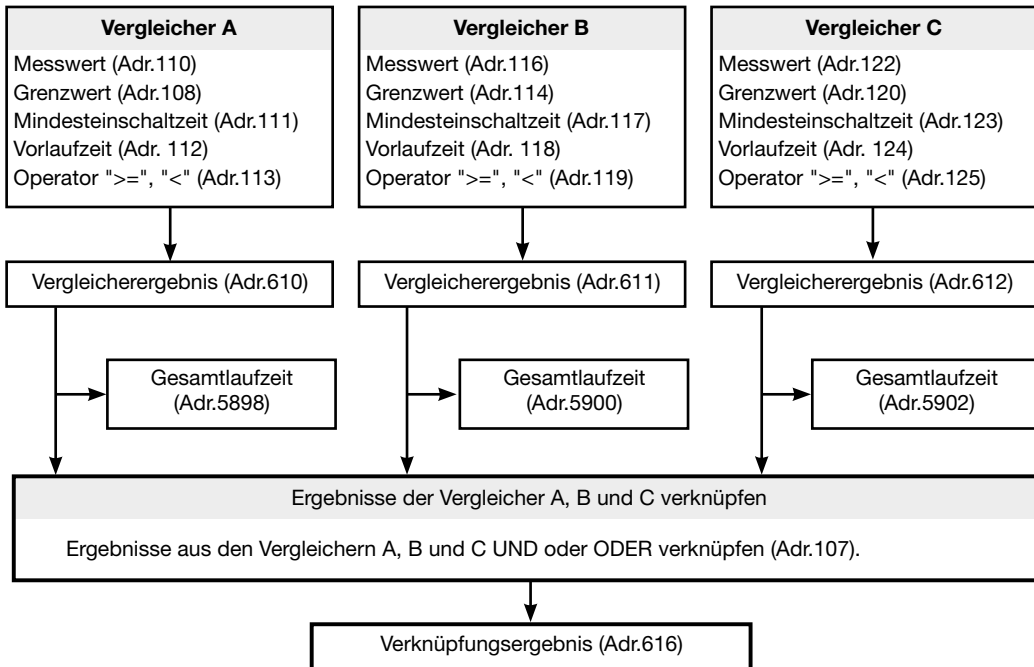 Vergleicher A
Messwert (Adr.110)
Grenzwert (Adr.108)
Mindesteinschaltzeit (Adr.111)
Vorlaufzeit (Adr. 112)
Operator ">=", "<" (Adr.113)
Vergleicher B
Messwert (Adr.116)
Grenzwert (Adr.114)
Mindesteinschaltzeit (Adr.117)
Vorlaufzeit (Adr. 118)
Operator ">=", "<" (Adr.119)
Vergleicher C
Messwert (Adr.122)
Grenzwert (Adr.120)
Mindesteinschaltzeit (Adr.123)
Vorlaufzeit (Adr. 124)
Operator ">=", "<" (Adr.125)
Vergleicherergebnis (Adr.610)
Vergleicherergebnis (Adr.611)
Vergleicherergebnis (Adr.612)
Gesamtlaufzeit
(Adr.5898)
Gesamtlaufzeit
(Adr.5900)
Gesamtlaufzeit
(Adr.5902)
Ergebnisse der Vergleicher A, B und C verknüpfen
Ergebnisse aus den Vergleichern A, B und C UND oder ODER verknüpfen (Adr.107).
Verknüpfungsergebnis (Adr.616)